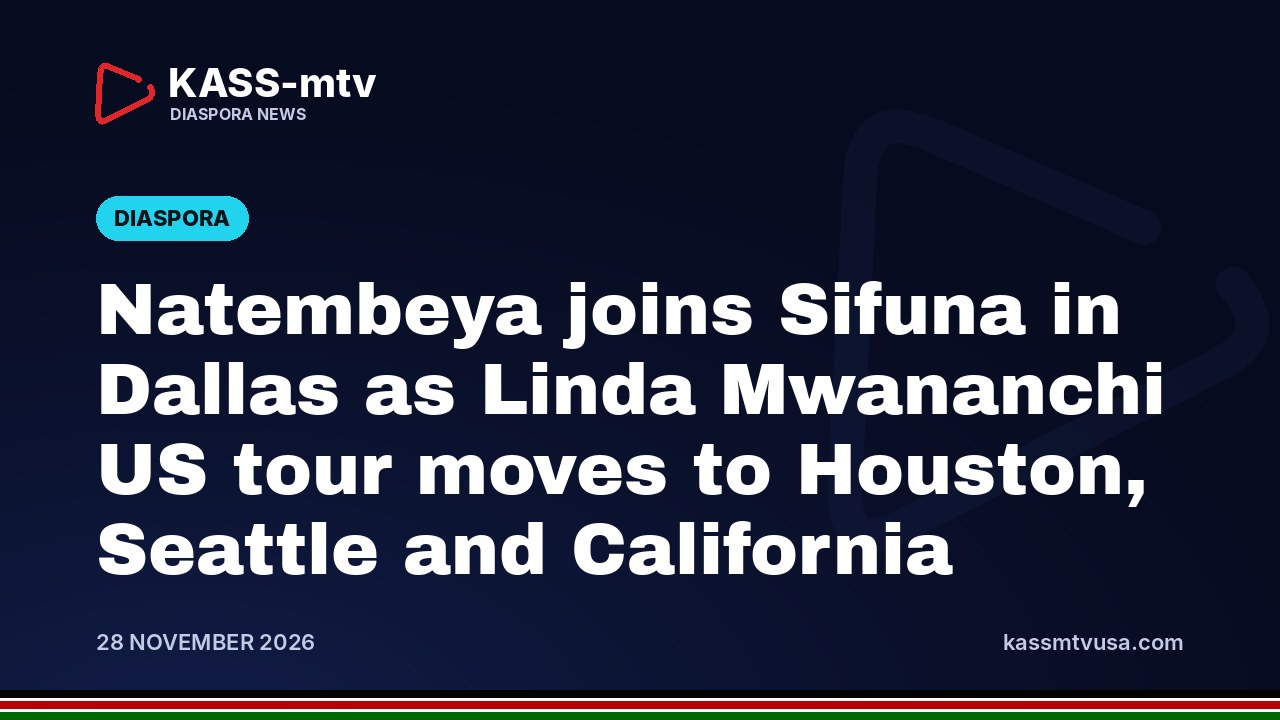 KASS-mtv
DIASPORA NEWS
DIASPORA
Natembeya joins Sifuna in
Dallas as Linda Mwananchi
US tour moves to Houston,
Seattle and California
28 NOVEMBER 2026
kassmtvusa.com